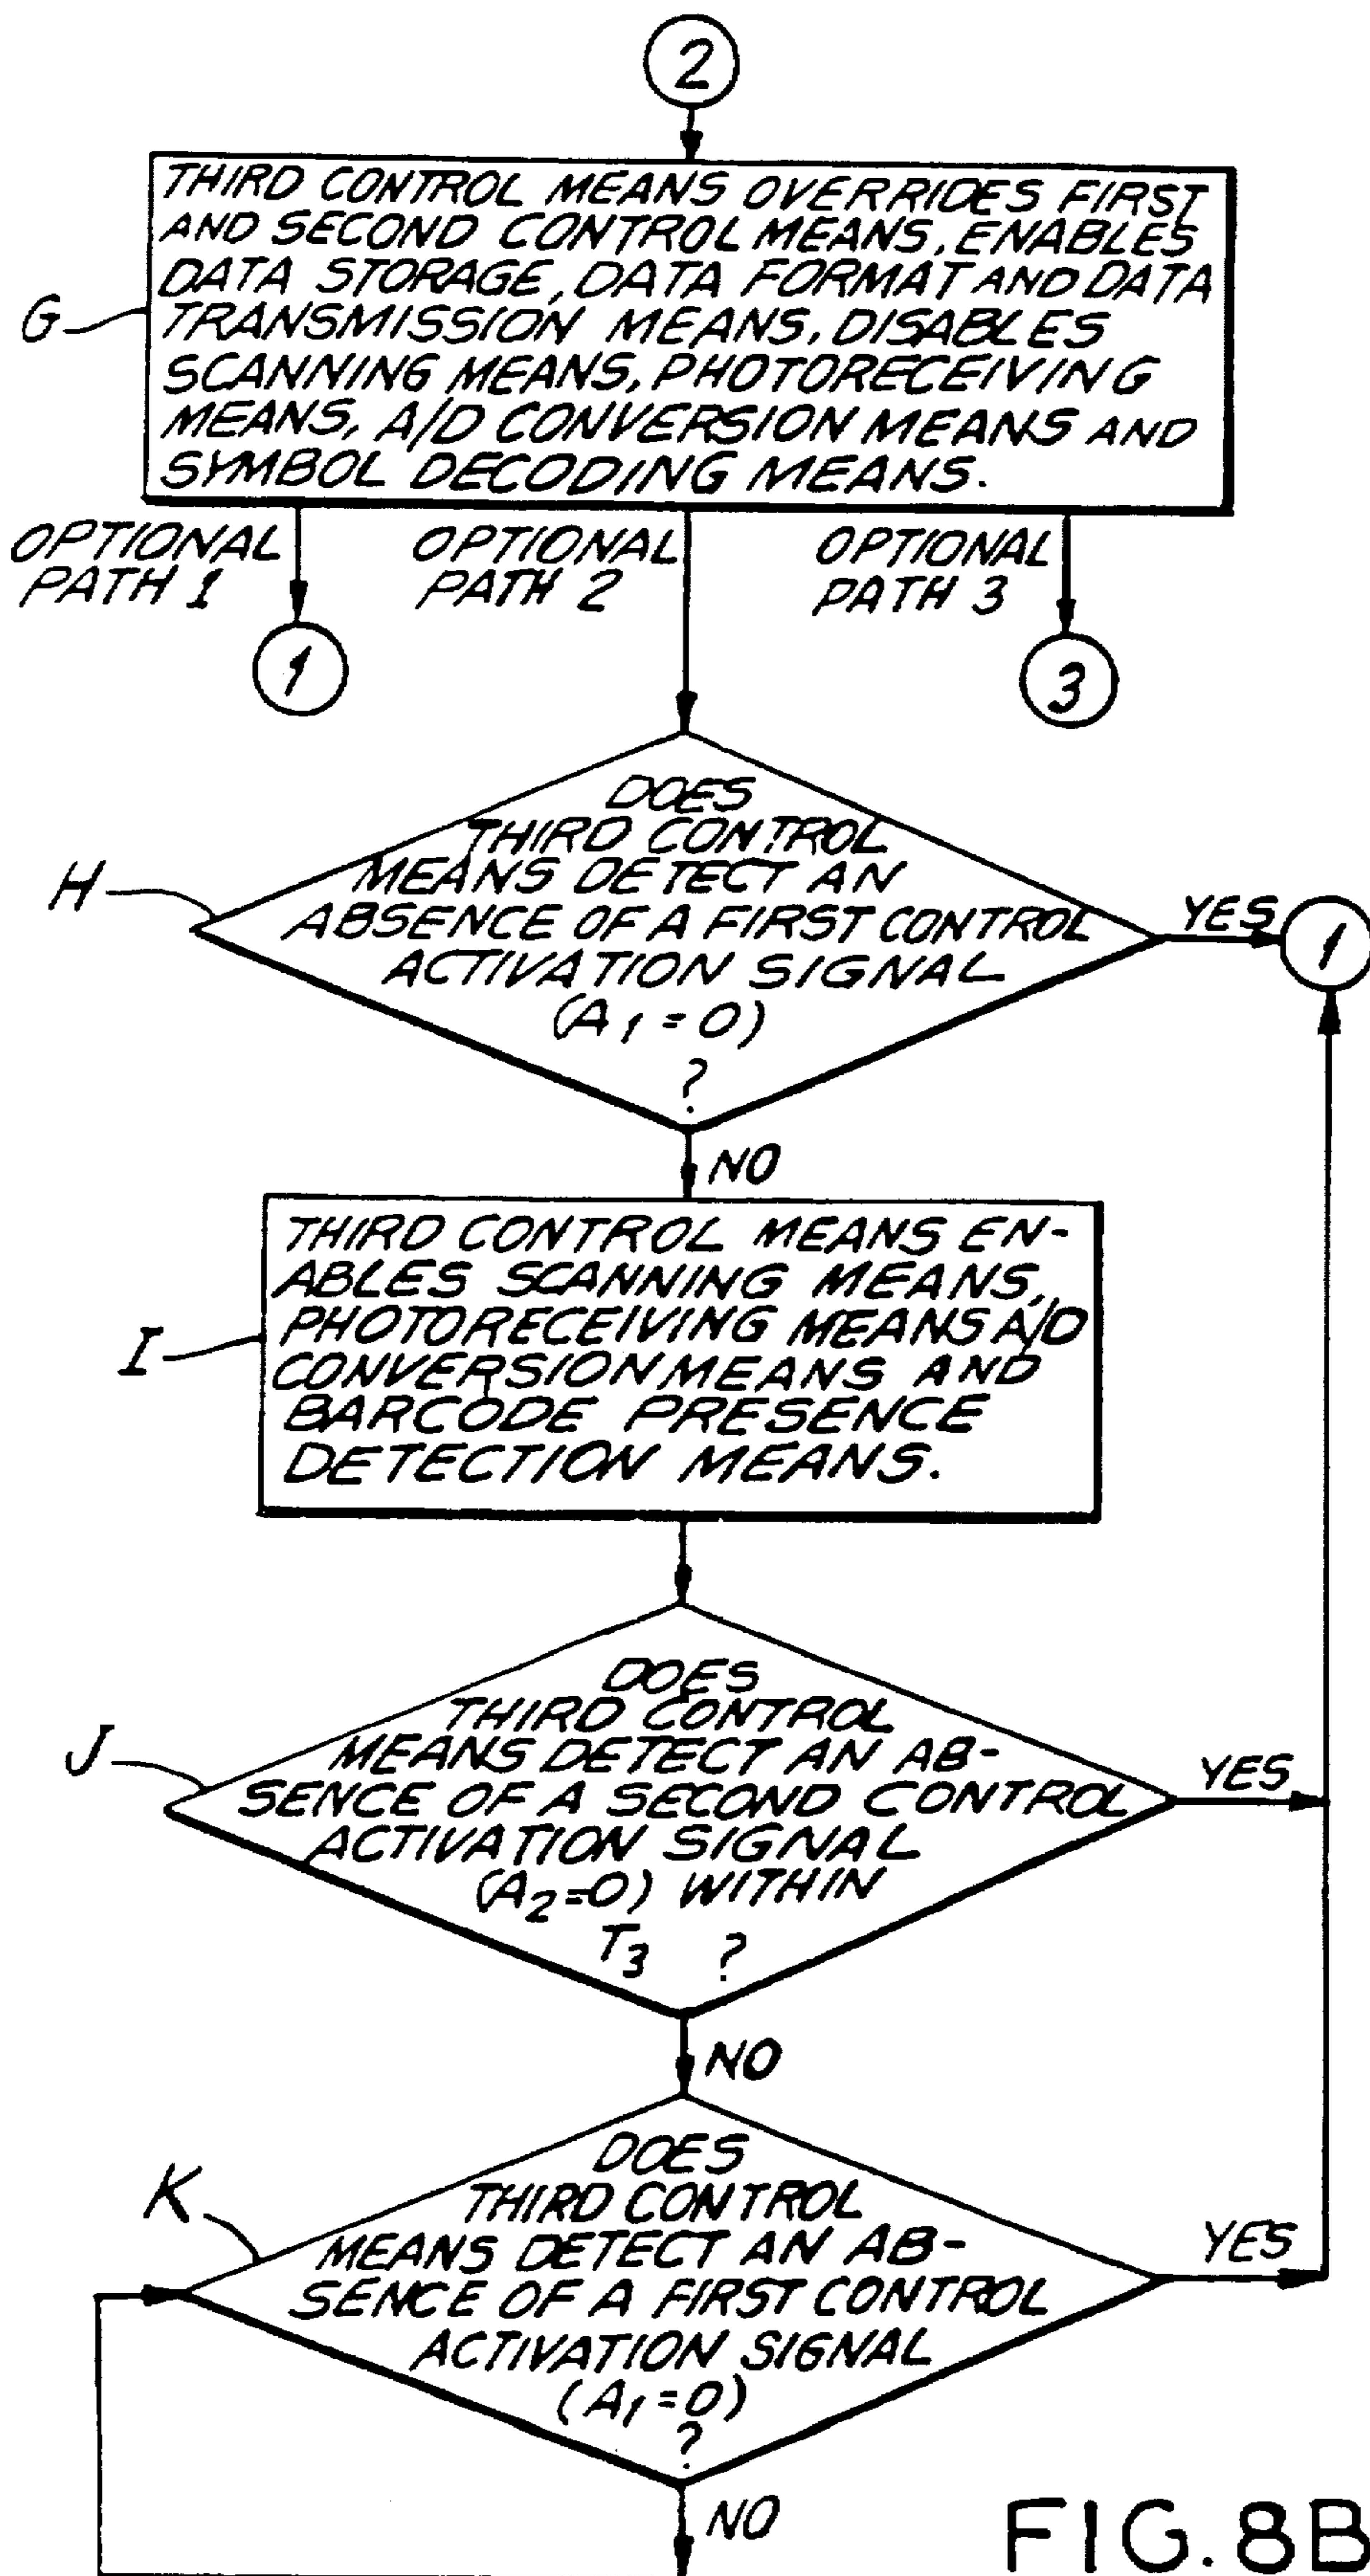 2
THIRD CONTROL MEANS OVERRIDES FIRST
AND SECOND CONTROL MEANS, ENABLES
DATA STORAGE, DATA FORMAT AND DATA
G
TRANSMISSION MEANS, DISABLES
SCANNING MEANS, PHOTORECEIVING
MEANS, A/D CONVERSION MEANS AND
SYMBOL DECODING MEANS.
OPTIONAL
PATH 1
OPTIONAL
PATH 2
OPTIONAL
PATH 3
1
3
DOES
THIRD CONTROL
MEANS DETECT AN
H
ABSENCE OF A FIRST CONTROL
ACTIVATION SIGNAL
(A1=0)
?
YES
1
NO
THIRD CONTROL MEANS EN-
ABLES SCANNING MEANS,
PHOTORECEIVING MEANS A/D
I
CONVERSION MEANS AND
BARCODE PRESENCE
DETECTION MEANS.
DOES
THIRD CONTROL
J
MEANS DETECT AN AB-
SENCE OF A SECOND CONTROL
ACTIVATION SIGNAL
(A2=0) WITHIN
T3 ?
YES
NO
DOES
K
THIRD CONTROL
MEANS DETECT AN AB-
SENCE OF A FIRST CONTROL
ACTIVATION SIGNAL
(A1=0)
?
YES
NO
FIG. 8B